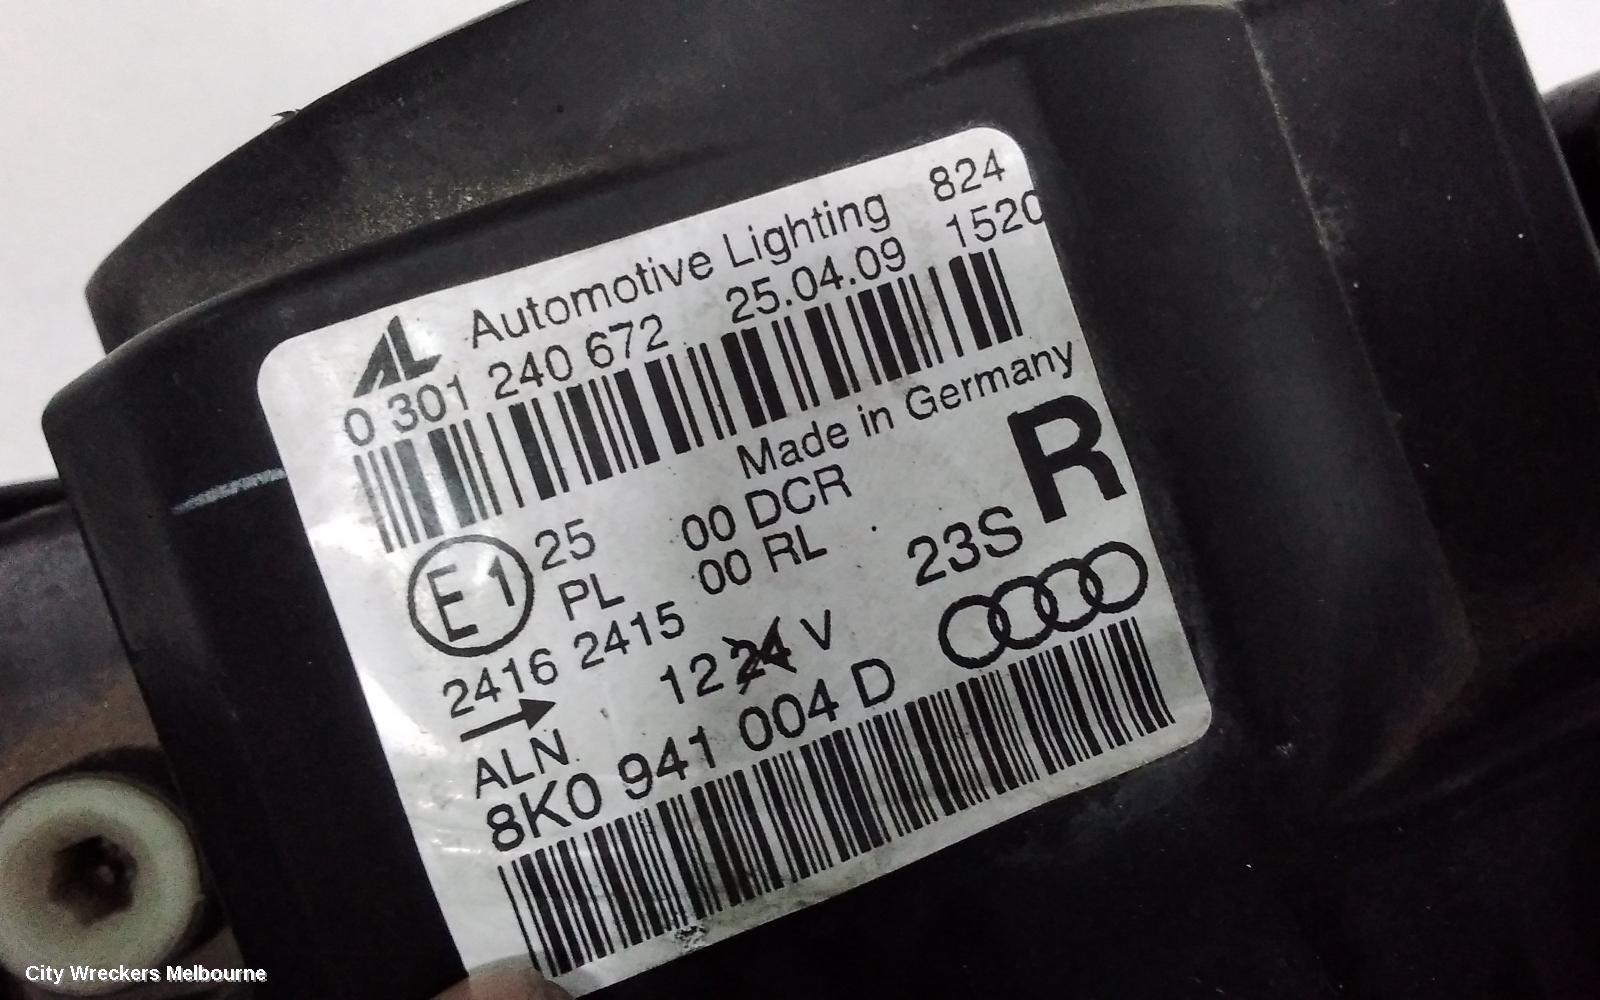 AL Automotive Lighting 824
0 301 240 672 25.04.09 1520
Made in Germany
E1 25 00 DCR R
PL 00 RL 23S
2416 2415
12 24 V
ALN
8K0 941 004 D
City Wreckers Melbourne